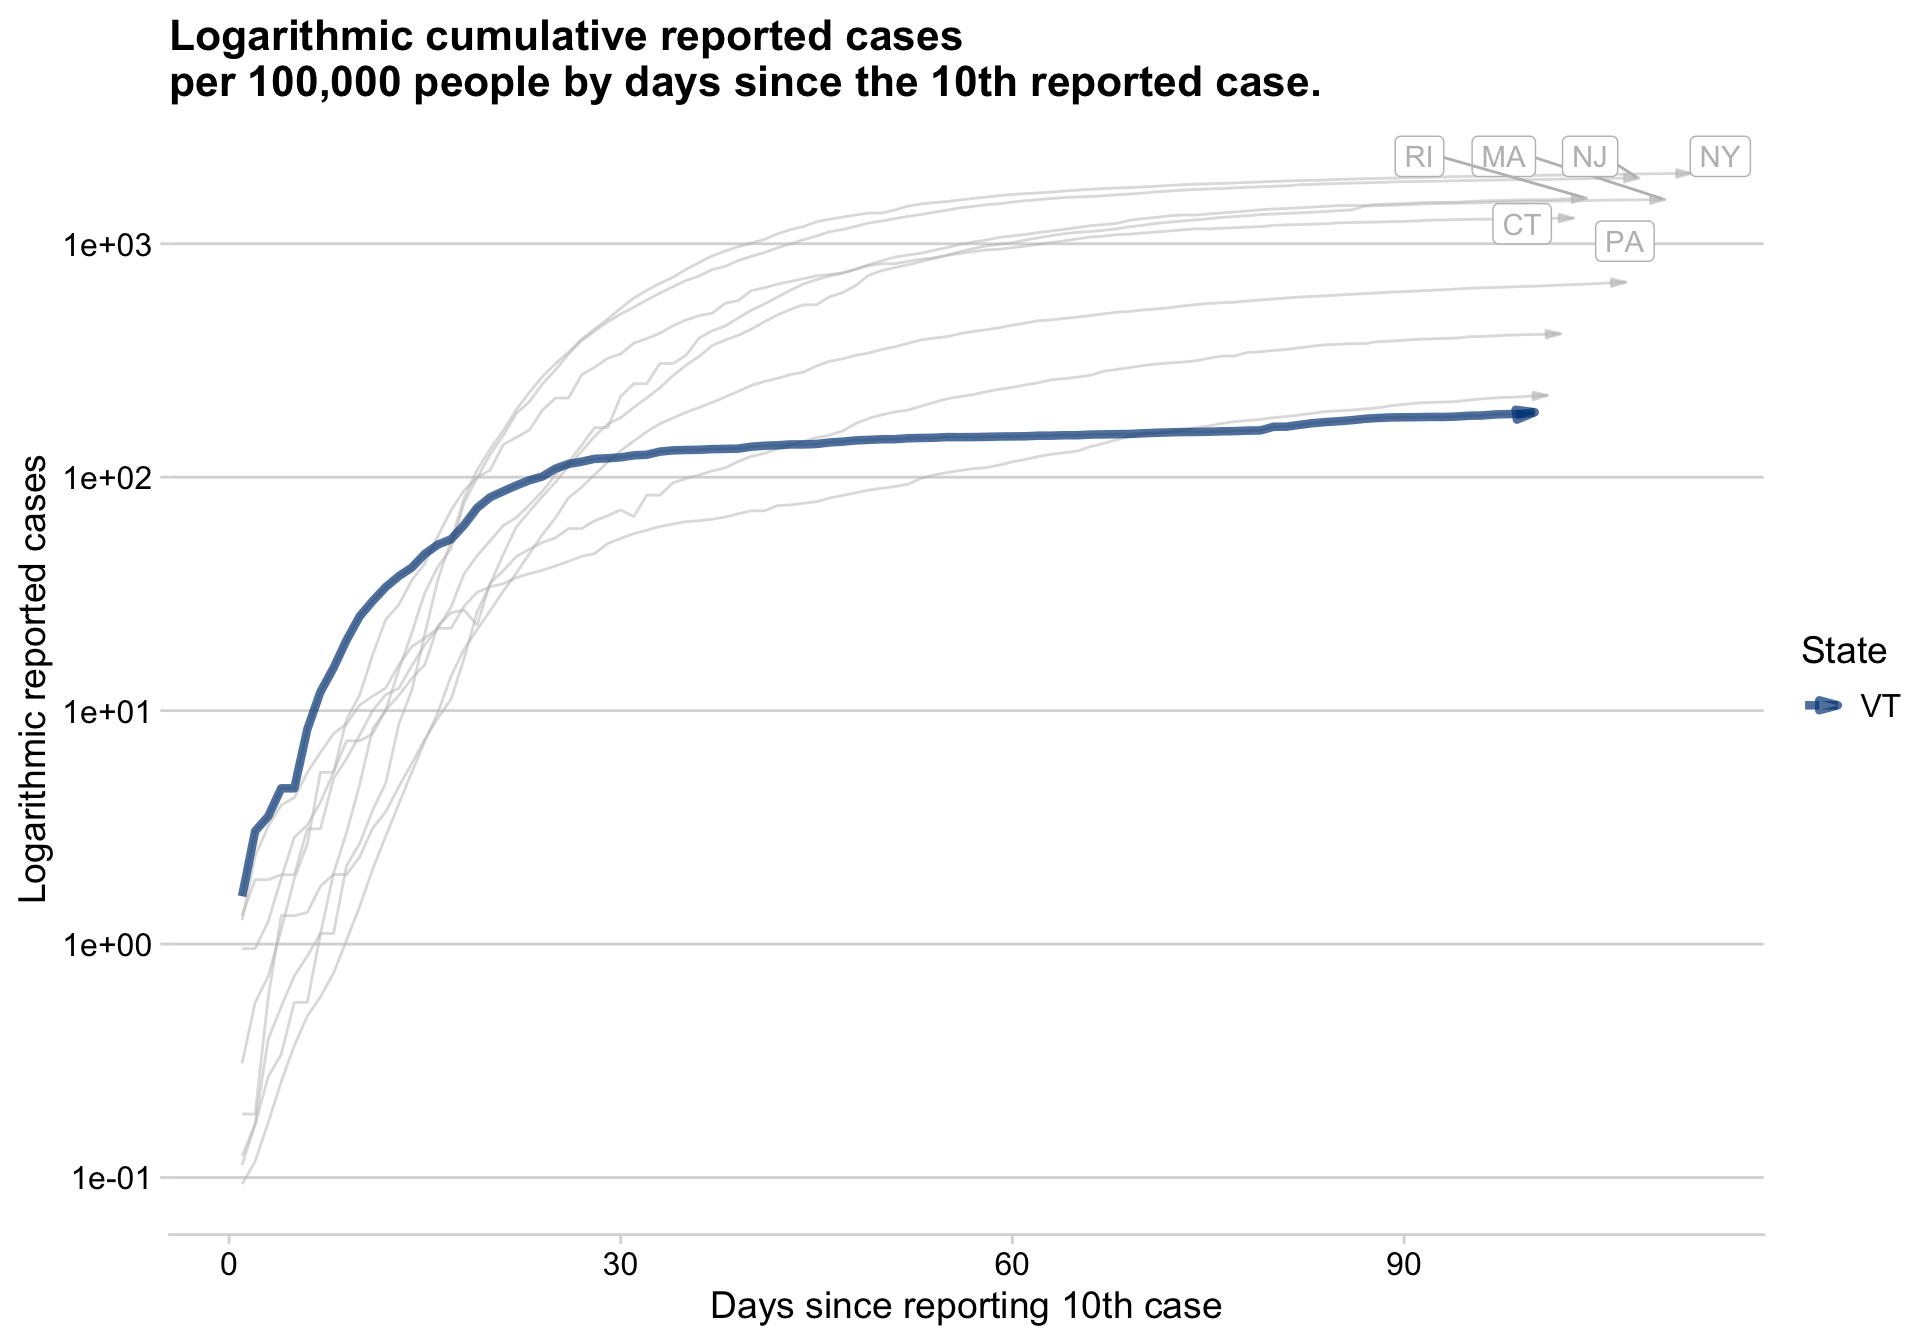 Logarithmic cumulative reported cases
per 100,000 people by days since the 10th reported case.
RI
MA
NJ
NY
CT
PA
1e+03
1e+02
1e+01
1e+00
1e-01
Logarithmic reported cases
0
30
60
90
Days since reporting 10th case
State
VT